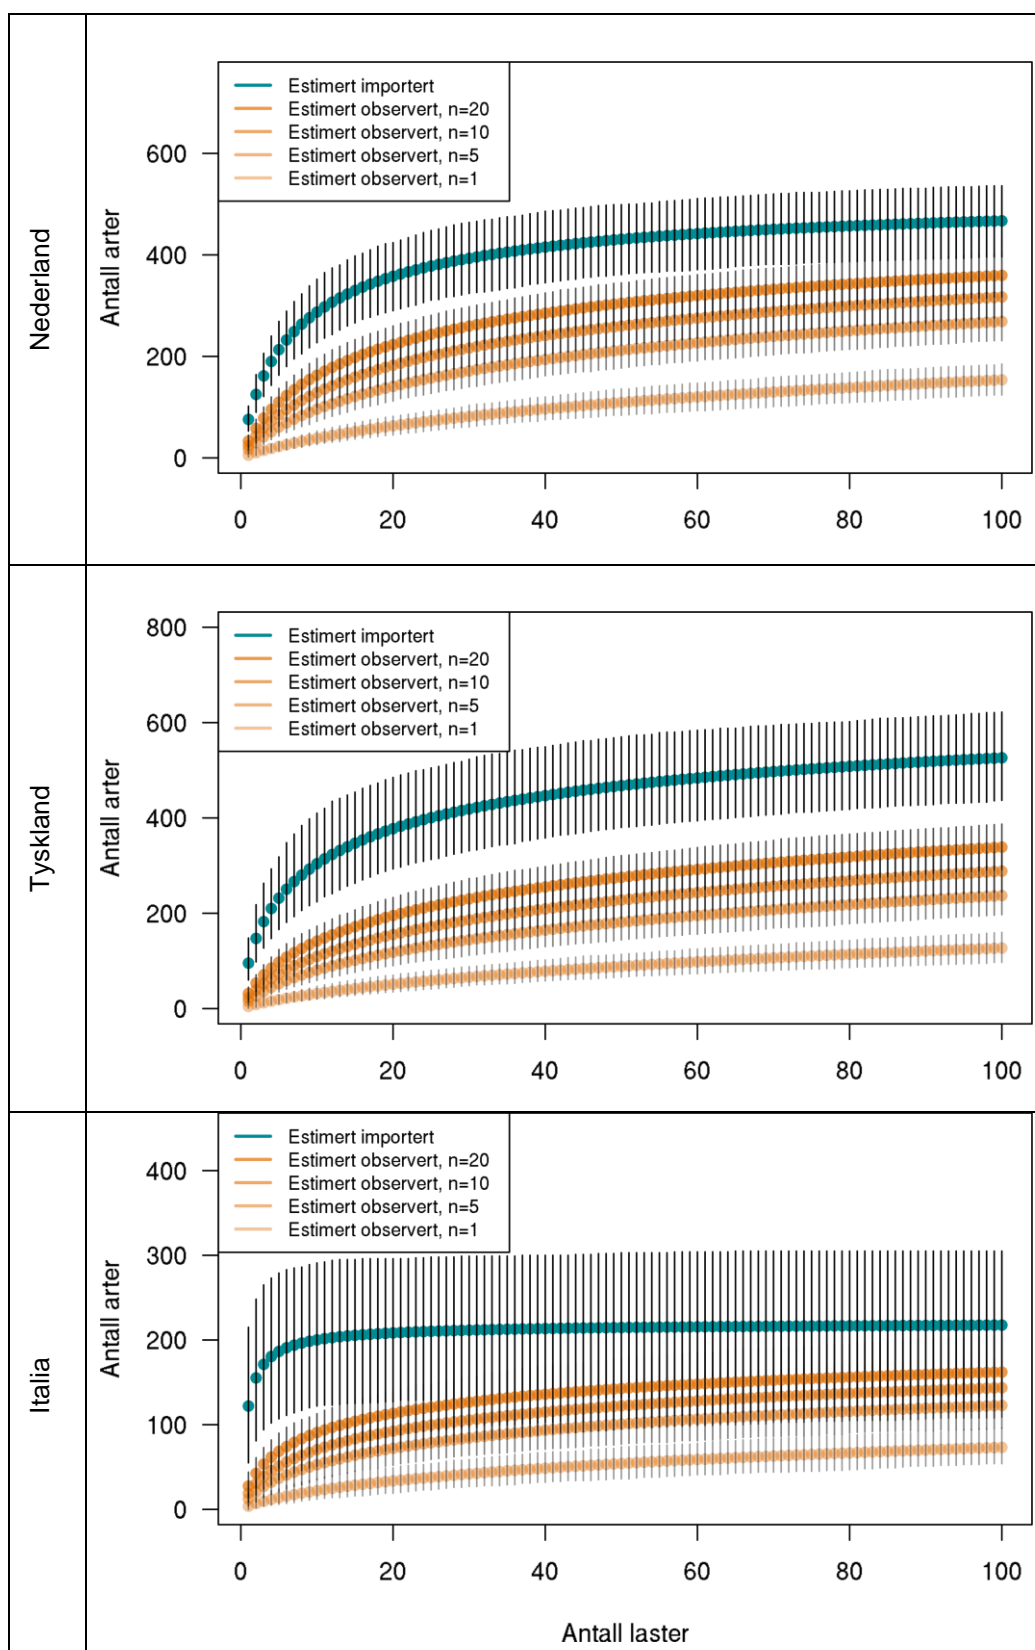 Nederland
Antall arter
Estimert importert
Estimert observert, n=20
Estimert observert, n=10
Estimert observert, n=5
Estimert observert, n=1
600
400
200
0
0 20 40 60 80 100
Tyskland
Antall arter
Estimert importert
Estimert observert, n=20
Estimert observert, n=10
Estimert observert, n=5
Estimert observert, n=1
800
600
400
200
0
0 20 40 60 80 100
Italia
Antall arter
Estimert importert
Estimert observert, n=20
Estimert observert, n=10
Estimert observert, n=5
Estimert observert, n=1
400
300
200
100
0
0 20 40 60 80 100
Antall laster